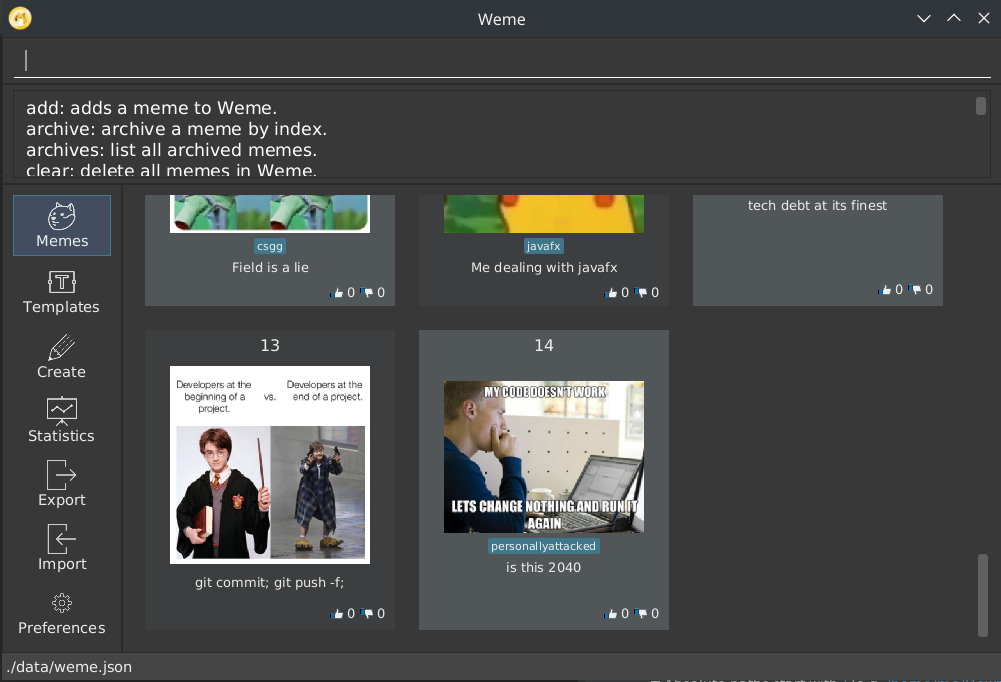 Weme
add: adds a meme to Weme.
archive: archive a meme by index.
archives: list all archived memes.
clear: delete all memes in Weme.
Memes
Templates
Create
Statistics
Export
Import
Preferences
csgg
Field is a lie
0 0
javafx
Me dealing with javafx
0 0
tech debt at its finest
0 0
13
Developers at the
beginning of a
project.
vs.
Developers at the
end of a project.
git commit; git push -f;
0 0
14
MY CODE DOESN'T WORK
LETS CHANGE NOTHING AND RUN IT
AGAIN
personallyattacked
is this 2040
0 0
./data/weme.json